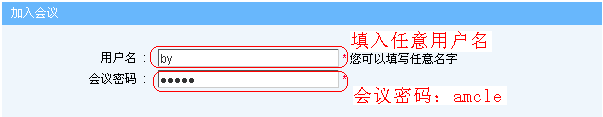 加入会议
填入任意用户名
用户名： by * 您可以填写任意名字
会议密码： ●●●●● *
会议密码：amcle